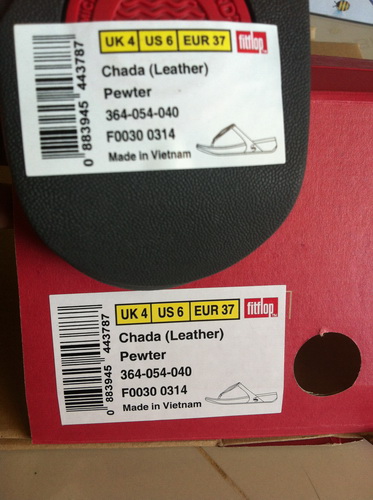 UK 4 US 6 EUR 37 fitflop
Chada (Leather)
Pewter
364-054-040
F0030 0314
Made in Vietnam
0 883945 443787
UK 4 US 6 EUR 37 fitflop
Chada (Leather)
Pewter
364-054-040
F0030 0314
Made in Vietnam
0 883945 443787